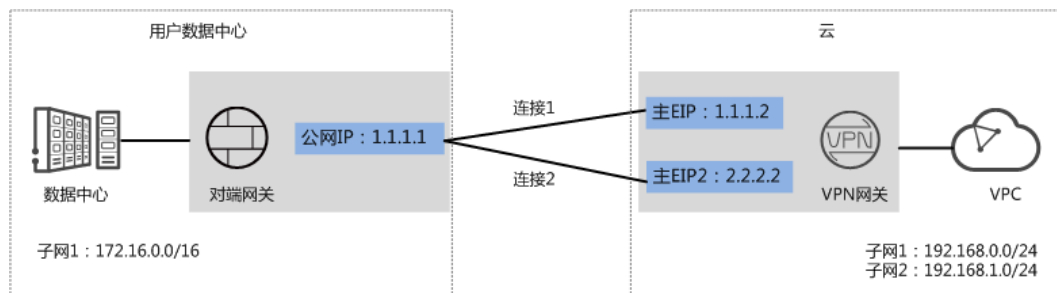 用户数据中心
云
连接1
主EIP：1.1.1.2
公网IP：1.1.1.1
VPN
连接2
主EIP2：2.2.2.2
数据中心
对端网关
VPN网关
VPC
子网1：172.16.0.0/16
子网1：192.168.0.0/24
子网2：192.168.1.0/24